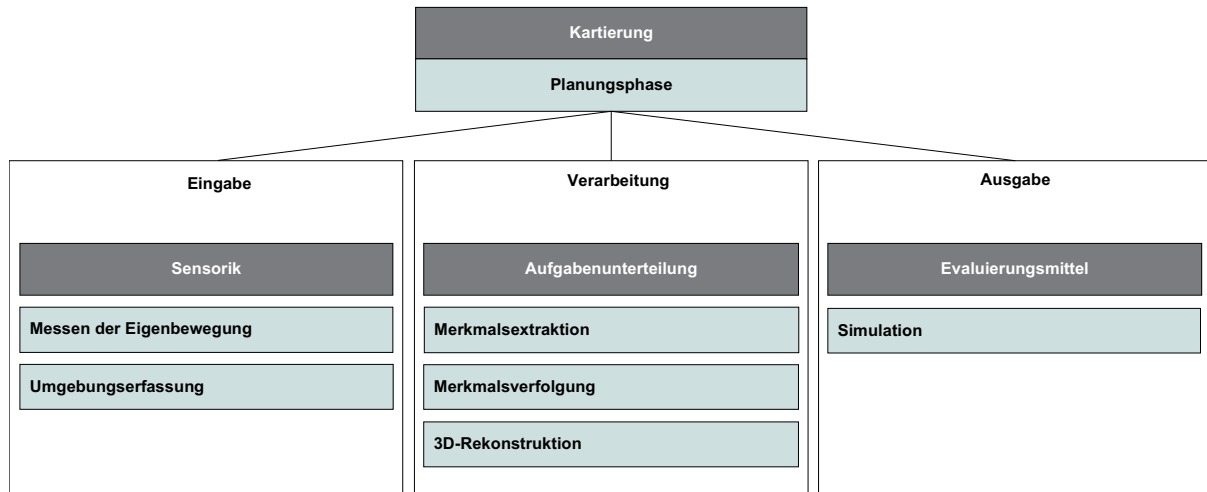 Kartierung
Planungsphase
Eingabe
Sensorik
Messen der Eigenbewegung
Umgebungserfassung
Verarbeitung
Aufgabenunterteilung
Merkmalsextraktion
Merkmalsverfolgung
3D-Rekonstruktion
Ausgabe
Evaluierungsmittel
Simulation